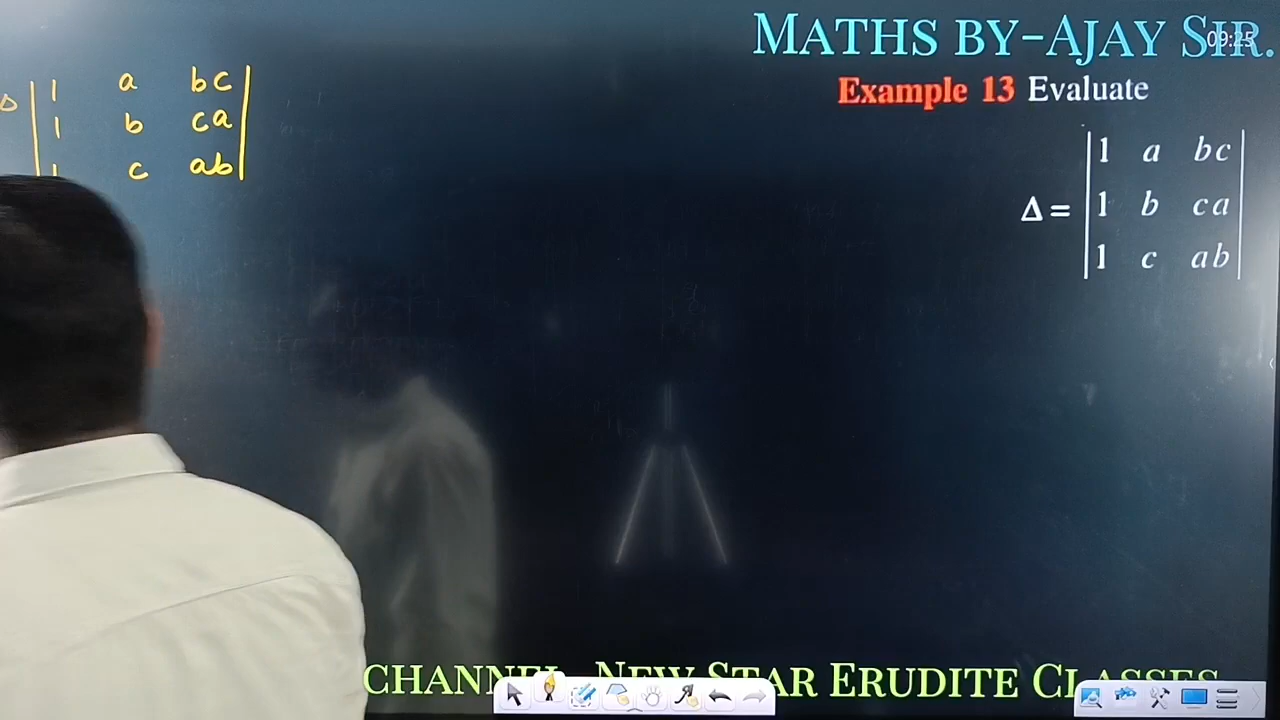 MATHS BY-AJAY SIR.
09:25
Example 13 Evaluate
Δ | 1 a bc |
| 1 b ca |
| 1 c ab |
| 1 a bc |
Δ = | 1 b ca |
| 1 c ab |
CHANNEL- NEW STAR ERUDITE CLASSES